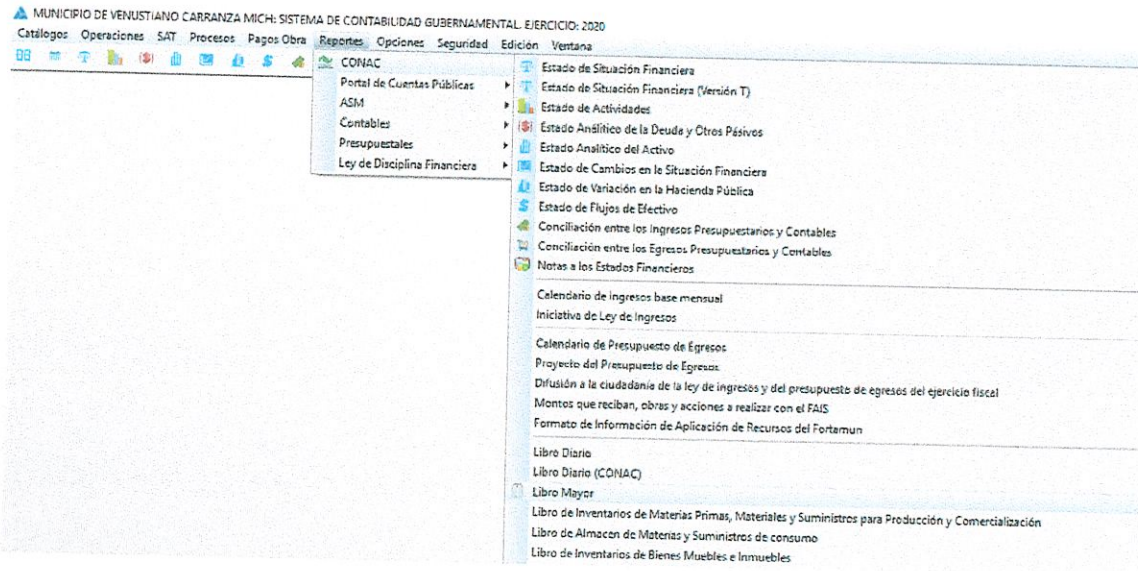 MUNICIPIO DE VENUSTIANO CARRANZA MICH: SISTEMA DE CONTABILIDAD GUBERNAMENTAL. EJERCICIO: 2020
Catálogos Operaciones SAT Procesos Pagos Obra Reportes Opciones Seguridad Edición Ventana
CONAC
Portal de Cuentas Públicas
ASM
Contables
Presupuestales
Ley de Disciplina Financiera
Estado de Situación Financiera
Estado de Situación Financiera (Versión T)
Estado de Actividades
Estado Análitico de la Deuda y Otros Pásivos
Estado Analitico del Activo
Estado de Cambios en la Situación Financiera
Estado de Variación en la Hacienda Pública
Estado de Flujos de Efectivo
Conciliación entre los Ingresos Presupuestarios y Contables
Conciliación entre los Egresos Presupuestarios y Contables
Notas a los Estados Financieros
Calendario de ingresos base mensual
Iniciativa de Ley de Ingresos
Calendario de Presupuesto de Egresos
Proyecto del Presupuesto de Egresos
Difusión a la ciudadanía de la ley de ingresos y del presupuesto de egresos del ejercicio fiscal
Montos que reciban, obras y acciones a realizar con el FAIS
Formato de Información de Aplicación de Recursos del Fortamun
Libro Diario
Libro Diario (CONAC)
Libro Mayor
Libro de Inventarios de Materias Primas, Materiales y Suministros para Producción y Comercialización
Libro de Almacen de Materias y Suministros de consumo
Libro de Inventarios de Bienes Muebles e Inmuebles